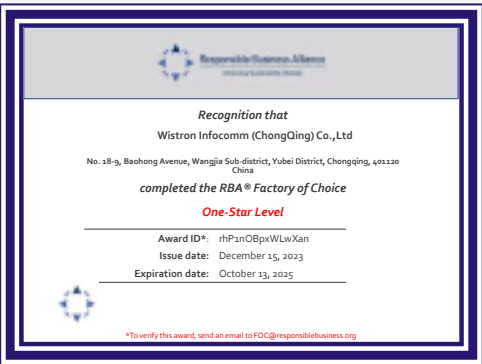 Responsible Business Alliance
Recognition that
Wistron Infocomm (ChongQing) Co.,Ltd
No. 18-9, Baohong Avenue, Wangjia Sub-district, Yubei District, Chongqing, 401120
China
completed the RBA® Factory of Choice
One-Star Level
Award ID*: rhP1nOBpxWLwXan
Issue date: December 15, 2023
Expiration date: October 13, 2025
*To verify this award, send an email to FOC@responsiblebusiness.org